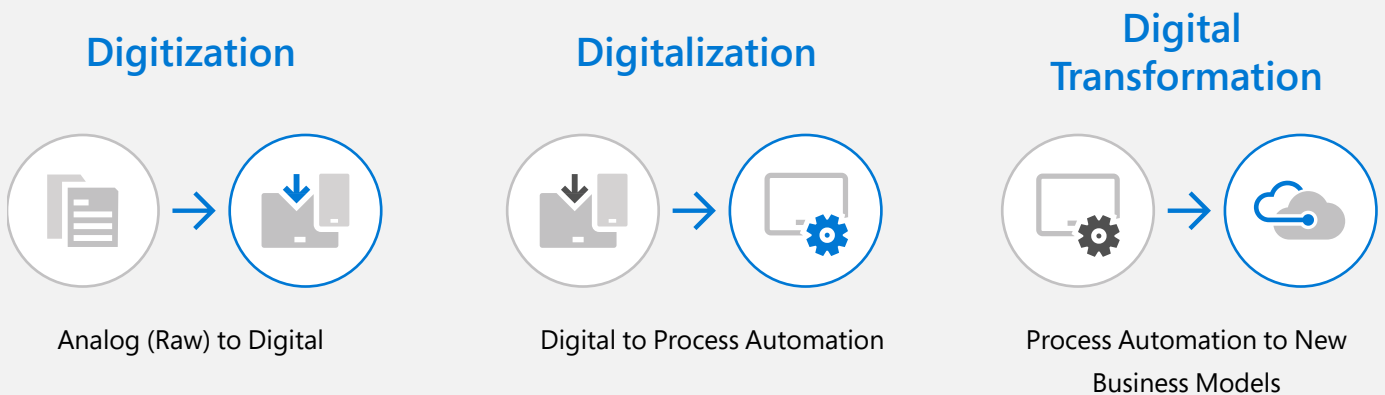 Digitization
Digitalization
Digital
Transformation
Analog (Raw) to Digital
Digital to Process Automation
Process Automation to New
Business Models